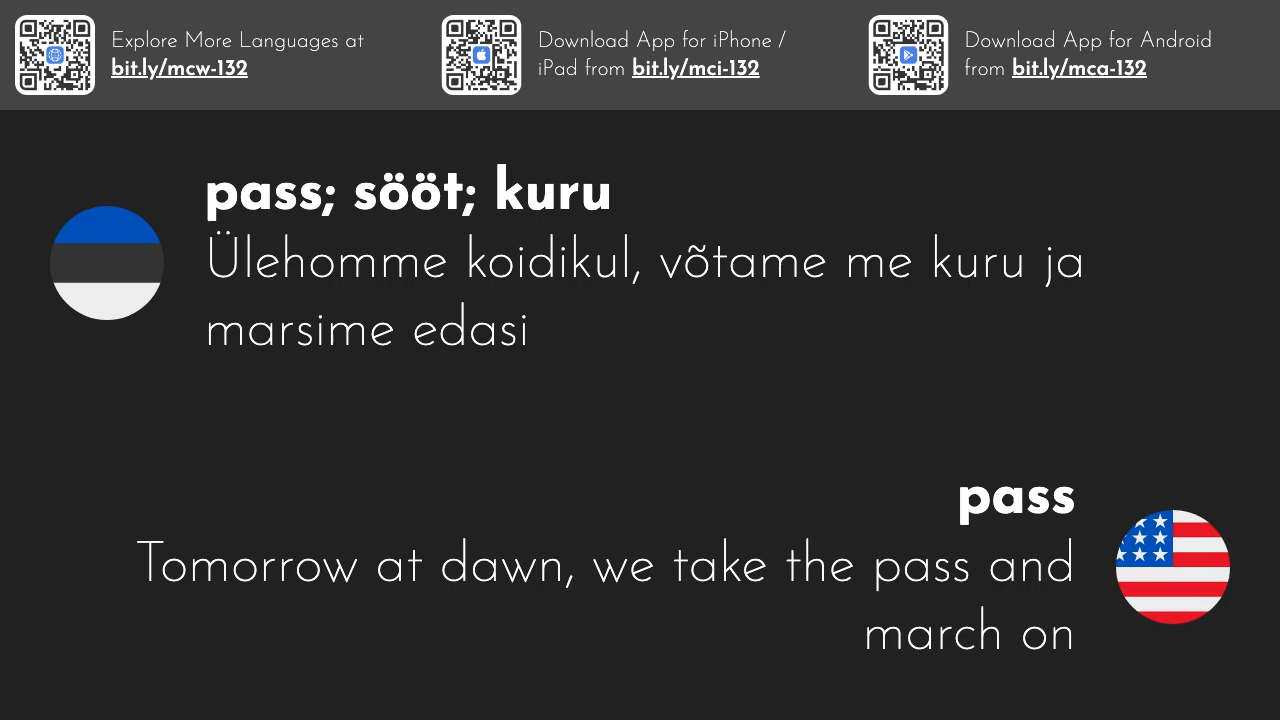 Explore More Languages at
bit.ly/mcw-132
Download App for iPhone /
iPad from bit.ly/mci-132
Download App for Android
from bit.ly/mca-132
pass; sööt; kuru
Ülehomme koidikul, võtame me kuru ja
marsime edasi
pass
Tomorrow at dawn, we take the pass and
march on